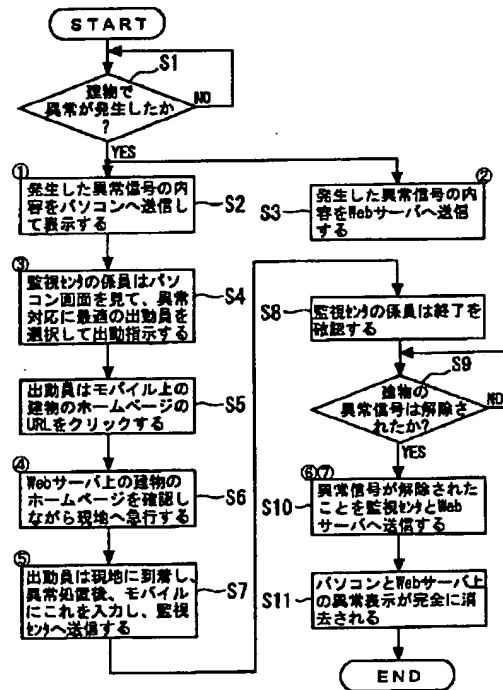 START
S1
建物で
異常が発生したか
?
NO
YES
①
発生した異常信号の内
容をパソコンへ送信し
て表示する
S2
②
発生した異常信号の内
容をWebサーバへ送信す
る
S3
③
監視センタの係員はパソ
コン画面を見て、異常
対応に最適の出動員を
選択して出動指示する
S4
出動員はモバイル上の
建物のホームページの
URLをクリックする
S5
④
Webサーバ上の建物の
ホームページを確認し
ながら現地へ急行する
S6
⑤
出動員は現地に到着し、
異常処置後、モバイル
にこれを入力し、監視
センタへ送信する
S7
S8
監視センタの係員は終了を
確認する
S9
建物の
異常信号は解除さ
れたか?
NO
YES
⑥⑦
S10
異常信号が解除された
ことを監視センタとWeb
サーバへ送信する
S11
パソコンとWebサーバ上
の異常表示が完全に消
去される
END